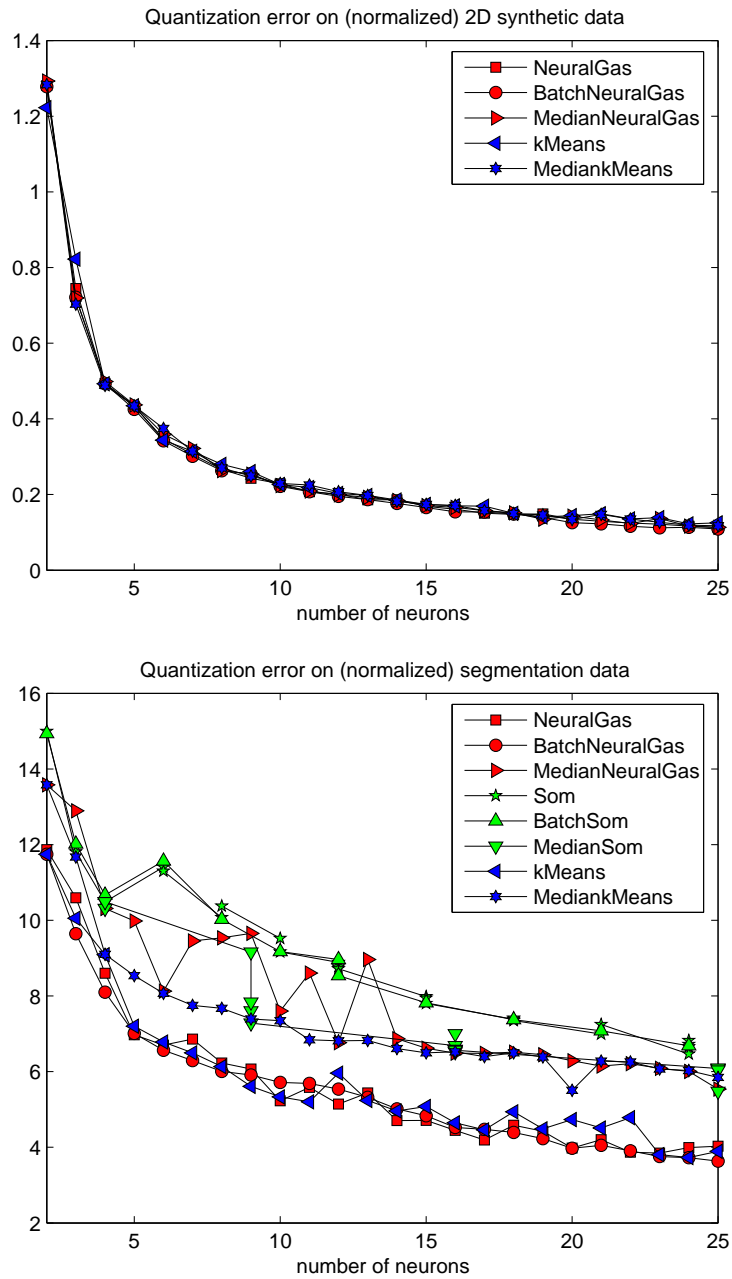 Quantization error on (normalized) 2D synthetic data
1.4
1.2
1
0.8
0.6
0.4
0.2
0
NeuralGas
BatchNeuralGas
MedianNeuralGas
kMeans
MediankMeans
5 10 15 20 25
number of neurons
Quantization error on (normalized) segmentation data
16
14
12
10
8
6
4
2
NeuralGas
BatchNeuralGas
MedianNeuralGas
Som
BatchSom
MedianSom
kMeans
MediankMeans
5 10 15 20 25
number of neurons